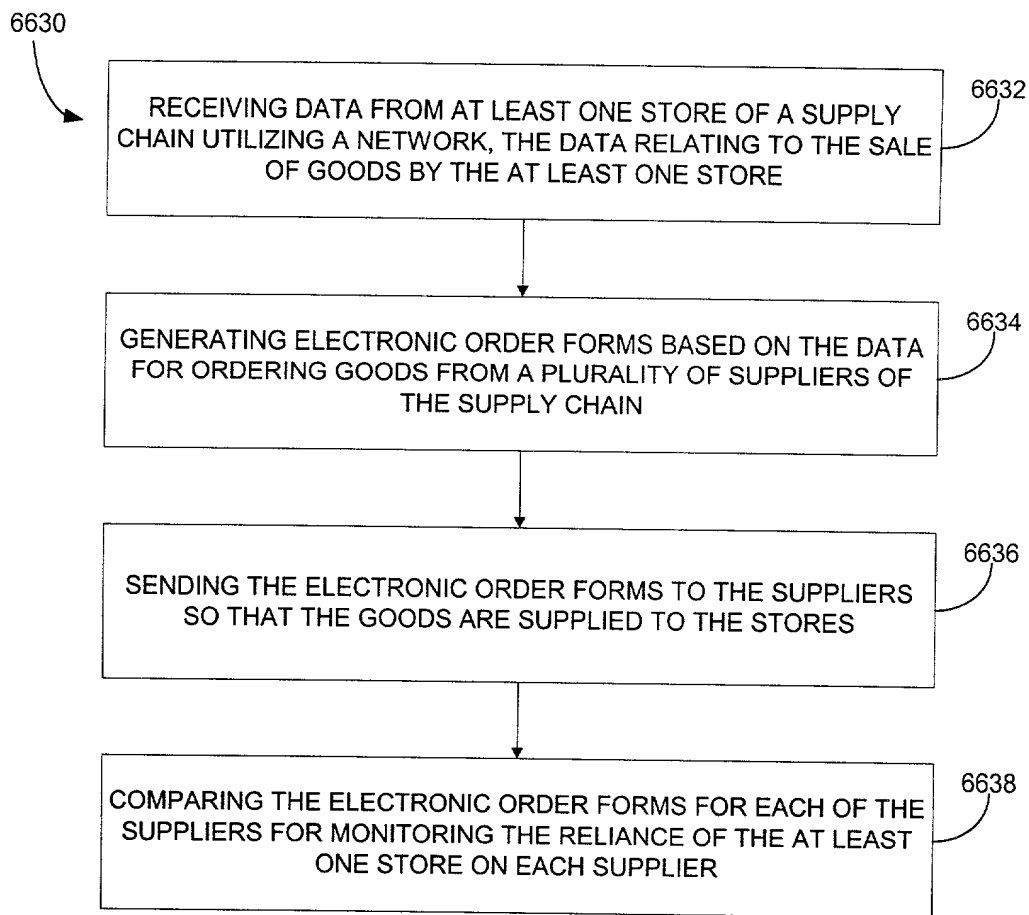 6630
RECEIVING DATA FROM AT LEAST ONE STORE OF A SUPPLY
CHAIN UTILIZING A NETWORK, THE DATA RELATING TO THE SALE
OF GOODS BY THE AT LEAST ONE STORE
6632
GENERATING ELECTRONIC ORDER FORMS BASED ON THE DATA
FOR ORDERING GOODS FROM A PLURALITY OF SUPPLIERS OF
THE SUPPLY CHAIN
6634
SENDING THE ELECTRONIC ORDER FORMS TO THE SUPPLIERS
SO THAT THE GOODS ARE SUPPLIED TO THE STORES
6636
COMPARING THE ELECTRONIC ORDER FORMS FOR EACH OF THE
SUPPLIERS FOR MONITORING THE RELIANCE OF THE AT LEAST
ONE STORE ON EACH SUPPLIER
6638